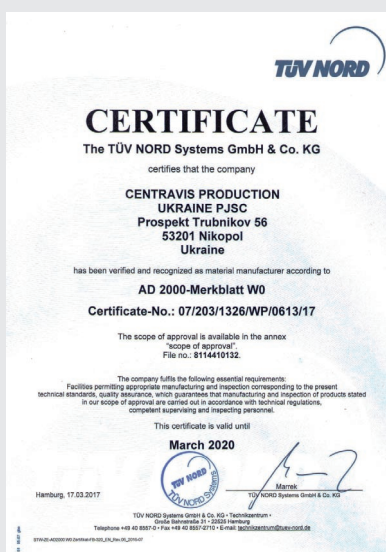 TÜV NORD
CERTIFICATE
The TÜV NORD Systems GmbH & Co. KG
certifies that the company
CENTRAVIS PRODUCTION
UKRAINE PJSC
Prospekt Trubnikov 56
53201 Nikopol
Ukraine
has been verified and recognized as material manufacturer according to
AD 2000-Merkblatt W0
Certificate-No.: 07/203/1326/WP/0613/17
The scope of approval is available in the annex
"scope of approval".
File no.: 8114410132.
The company fulfils the following essential requirements:
Facilities permitting appropriate manufacturing and inspection corresponding to the present
technical standards, quality assurance, which guarantees that manufacturing and inspection of products stated
in our scope of approval are carried out in accordance with technical regulations,
competent supervising and inspecting personnel.
This certificate is valid until
March 2020
TÜV NORD
TÜV NORD Systems
Hamburg, 17.03.2017
Marrek
TÜV NORD Systems GmbH & Co. KG
TÜV NORD Systems GmbH & Co. KG • Technikzentrum •
Große Bahnstraße 31 • 22525 Hamburg
Telephone +49 40 8557-0 • Fax +49 40 8557-2710 • E-mail: technikzentrum@tuev-nord.de